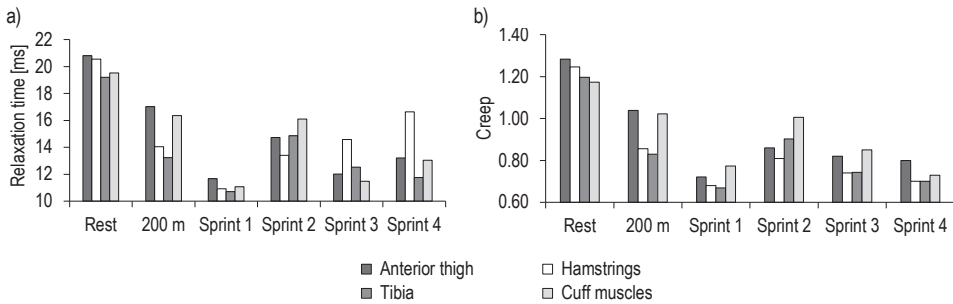 a)
Relaxation time [ms]
22
20
18
16
14
12
10
Rest 200 m Sprint 1 Sprint 2 Sprint 3 Sprint 4
b)
Creep
1.40
1.20
1.00
0.80
0.60
Rest 200 m Sprint 1 Sprint 2 Sprint 3 Sprint 4
Anterior thigh Hamstrings
Tibia Cuff muscles